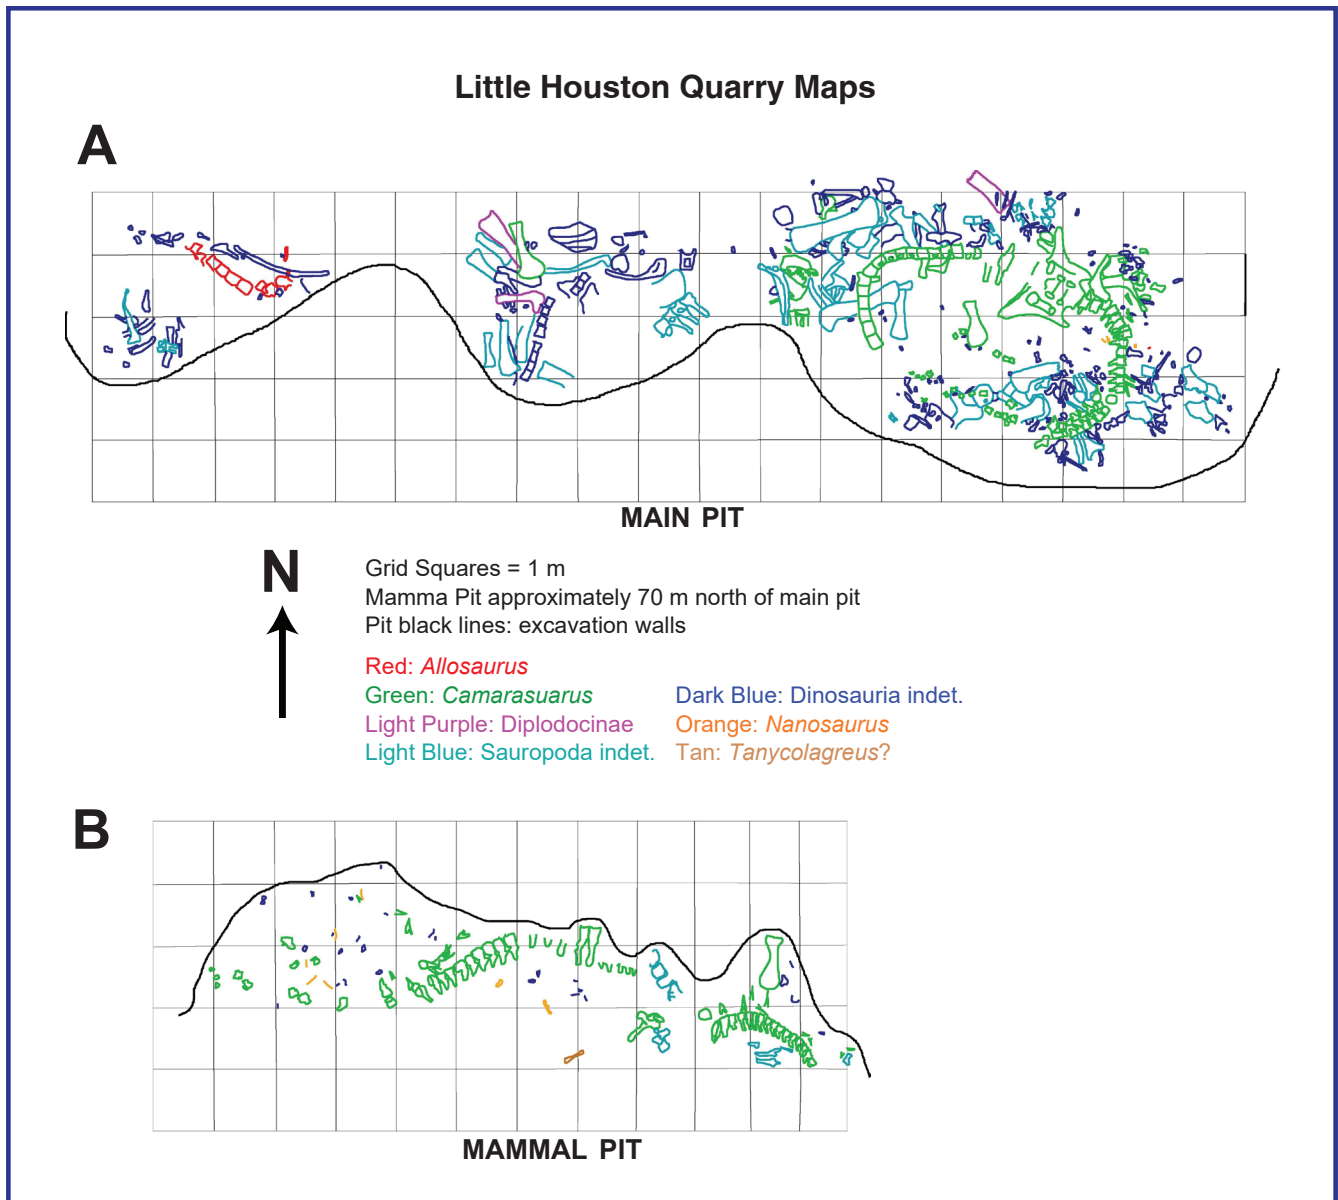 Little Houston Quarry Maps
A
MAIN PIT
N
Grid Squares = 1 m
Mamma Pit approximately 70 m north of main pit
Pit black lines: excavation walls
Red: Allosaurus
Green: Camarasuarus
Dark Blue: Dinosauria indet.
Light Purple: Diplodocinae
Orange: Nanosaurus
Light Blue: Sauropoda indet.
Tan: Tanycolagreus?
B
MAMMAL PIT